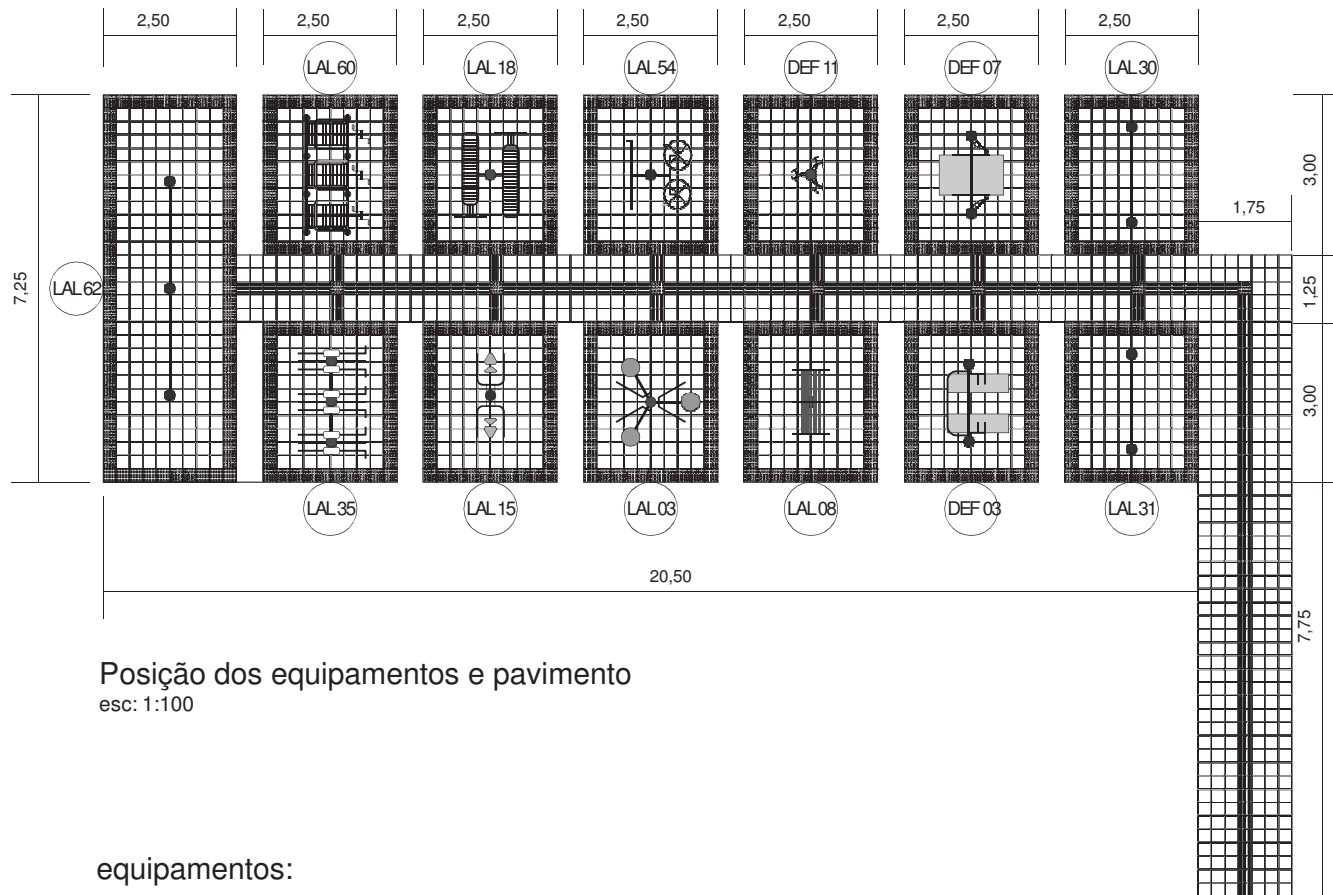 2,50 2,50 2,50 2,50 2,50 2,50 2,50
LAL 60 LAL 18 LAL 54 DEF 11 DEF 07 LAL 30
3,00
1,75
7,25
LAL 62
1,25
3,00
LAL 35 LAL 15 LAL 03 LAL 08 DEF 03 LAL 31
20,50
7,75
Posição dos equipamentos e pavimento
esc: 1:100
equipamentos: